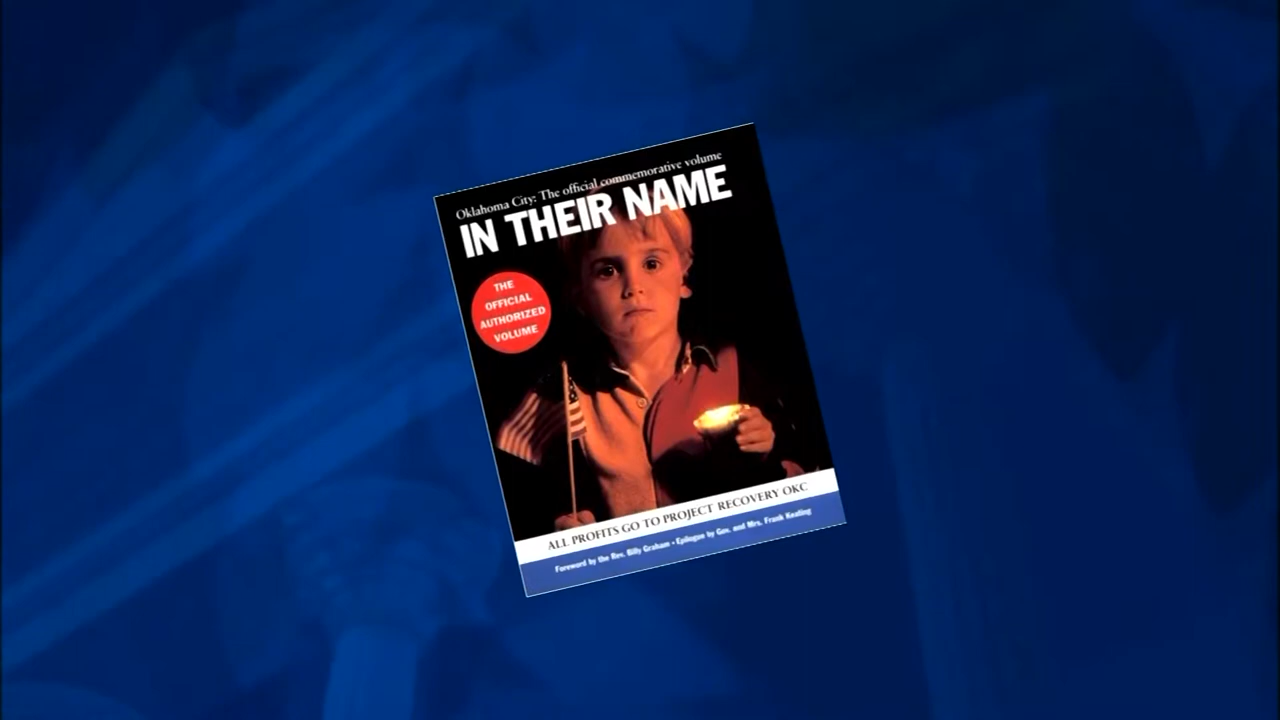 Oklahoma City: The official commemorative volume
IN THEIR NAME
THE
OFFICIAL
AUTHORIZED
VOLUME
ALL PROFITS GO TO PROJECT RECOVERY OKC
Foreword by the Rev. Billy Graham • Epilogue by Gov. and Mrs. Frank Keating